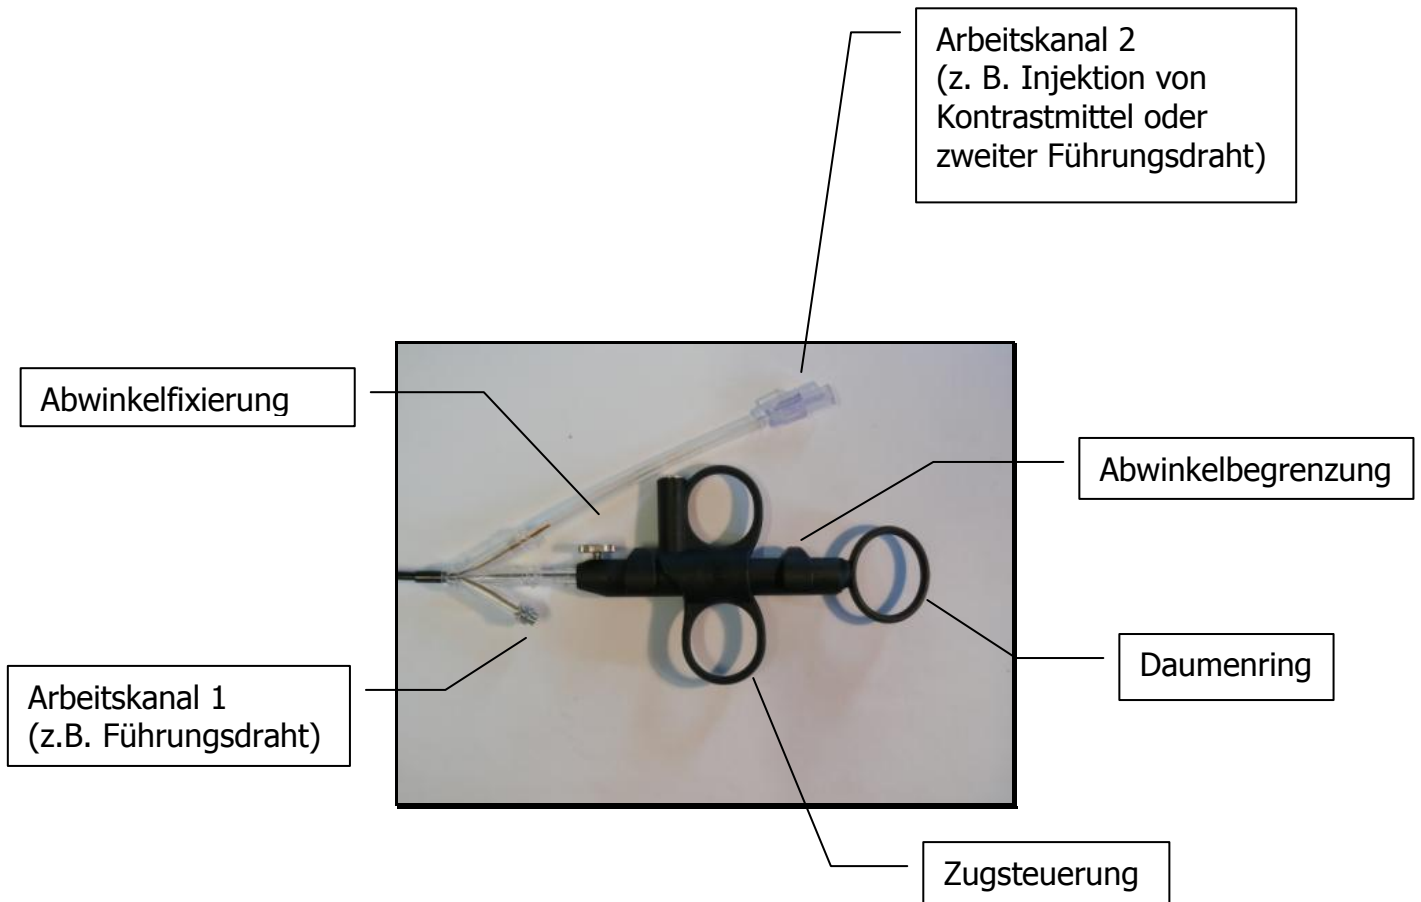 Arbeitskanal 2
(z. B. Injektion von
Kontrastmittel oder
zweiter Führungsdraht)
Abwinkelfixierung
Abwinkelbegrenzung
Daumenring
Arbeitskanal 1
(z.B. Führungsdraht)
Zugsteuerung